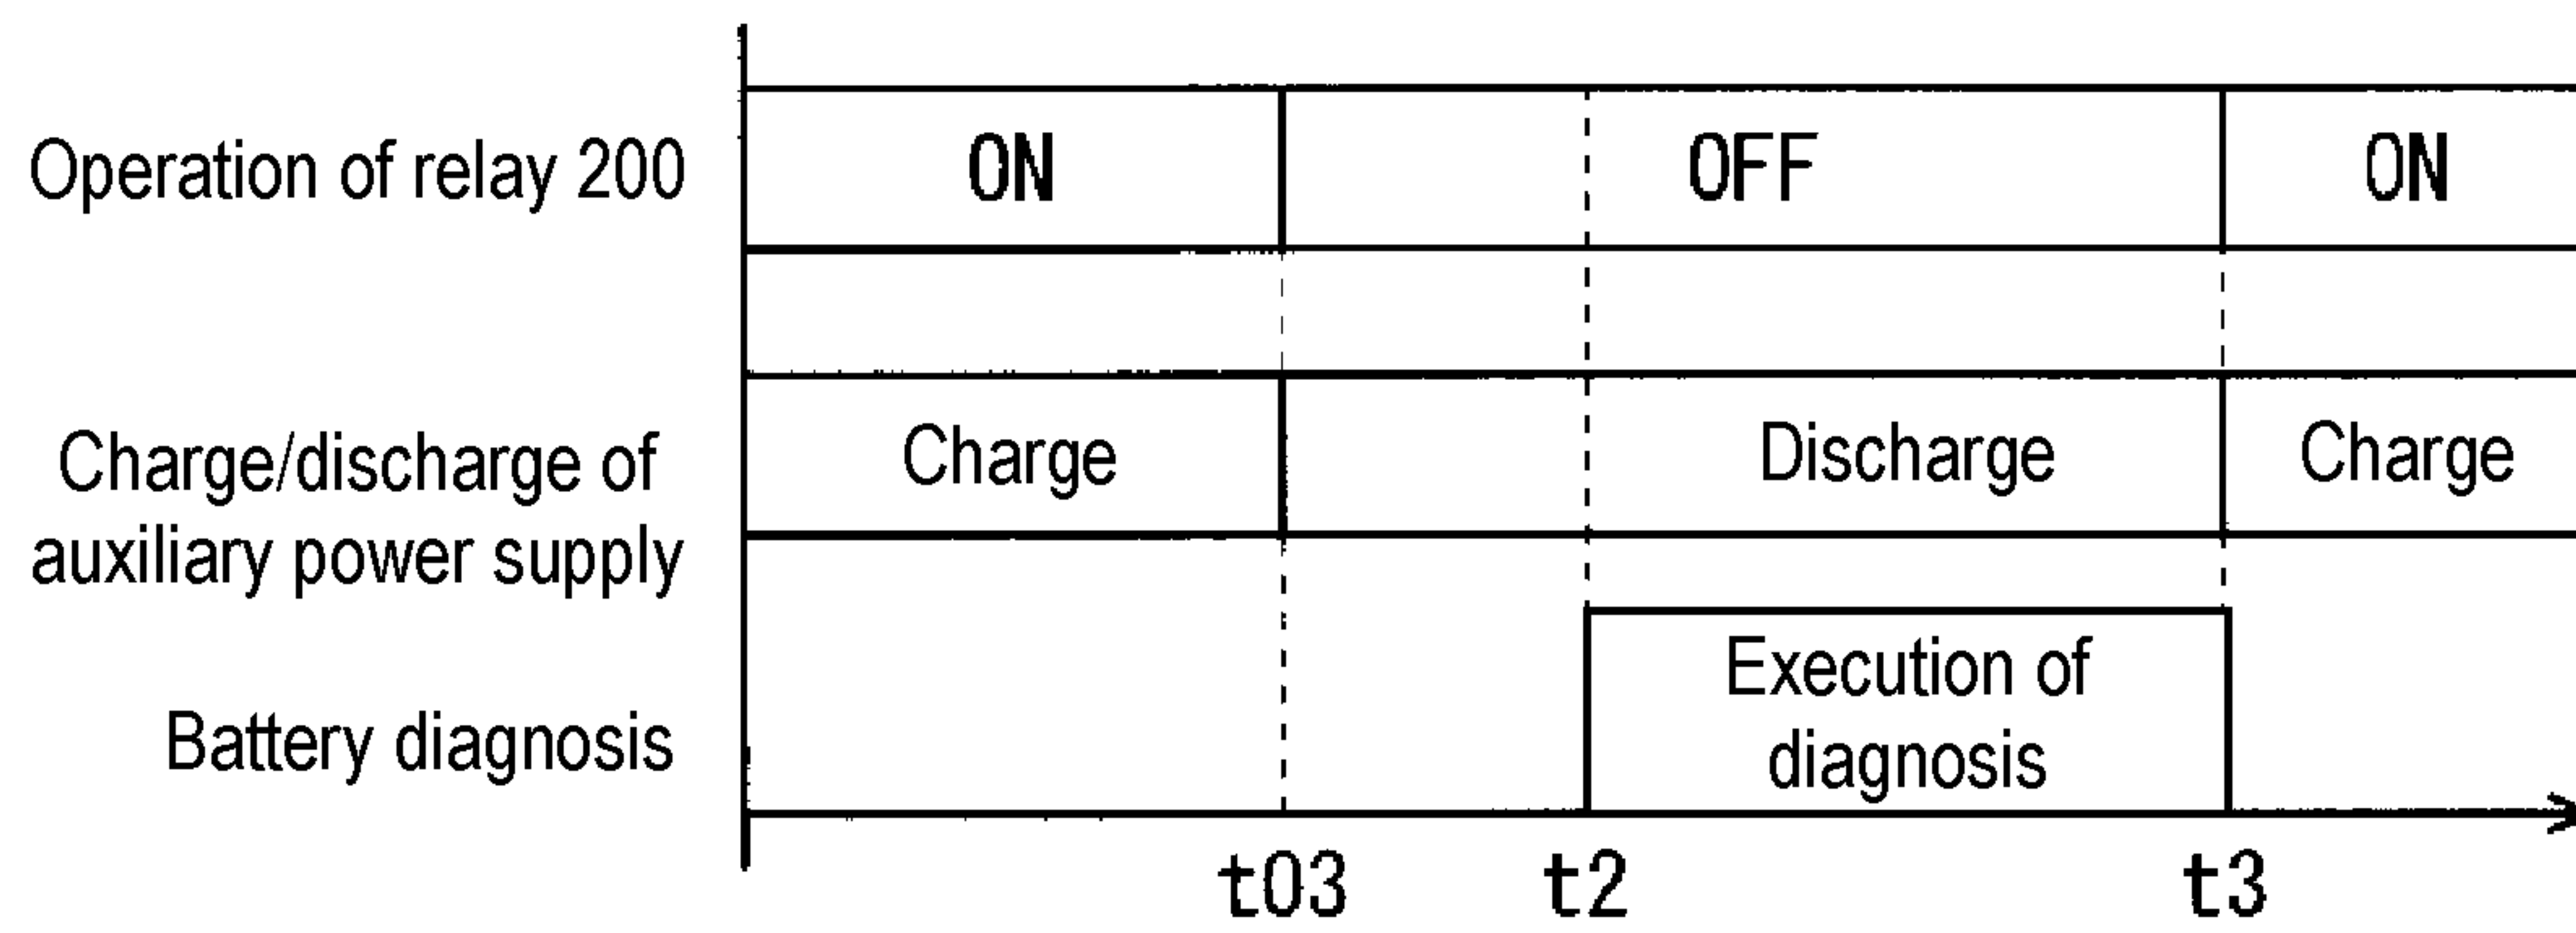 Operation of relay 200
ON
OFF
ON
Charge/discharge of
auxiliary power supply
Charge
Discharge
Charge
Battery diagnosis
Execution of
diagnosis
t03
t2
t3